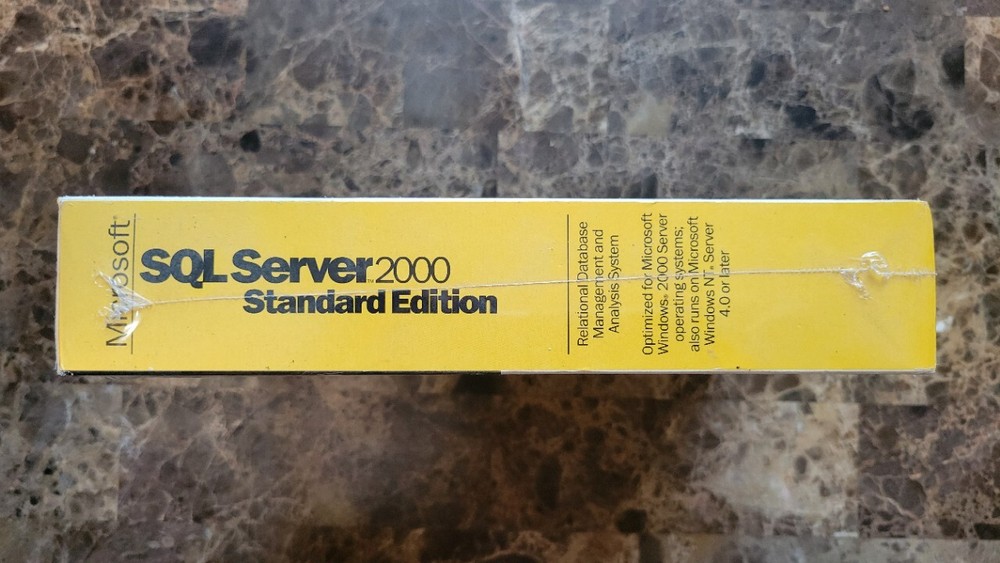 Microsoft®
SQL Server™ 2000
Standard Edition
Relational Database
Management and
Analysis System
Optimized for Microsoft
Windows® 2000 Server
operating systems;
also runs on Microsoft
Windows NT® Server
4.0 or later